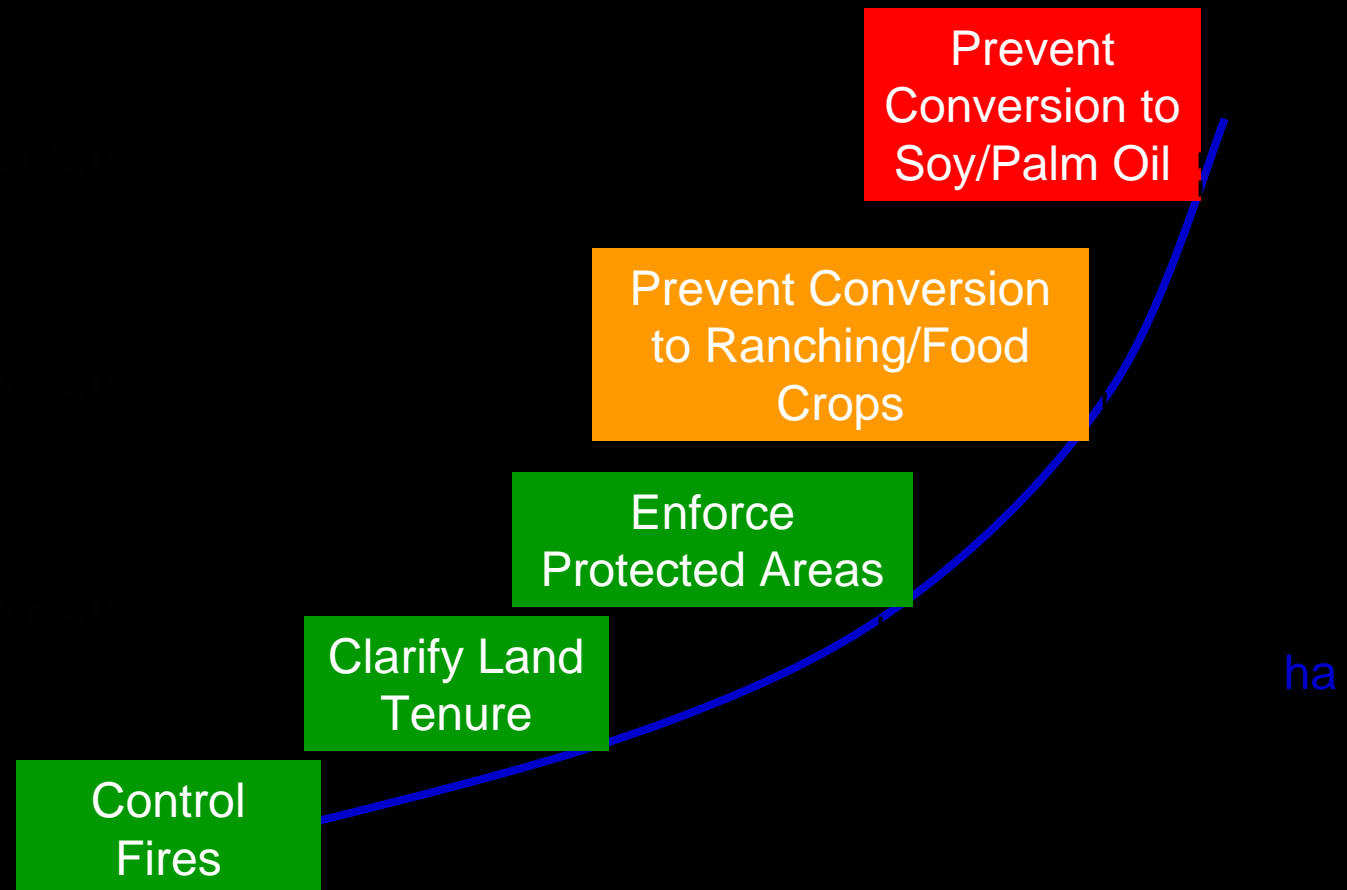 Prevent
Conversion to
Soy/Palm Oil
Prevent Conversion
to Ranching/Food
Crops
Enforce
Protected Areas
Clarify Land
Tenure
ha
Control
Fires